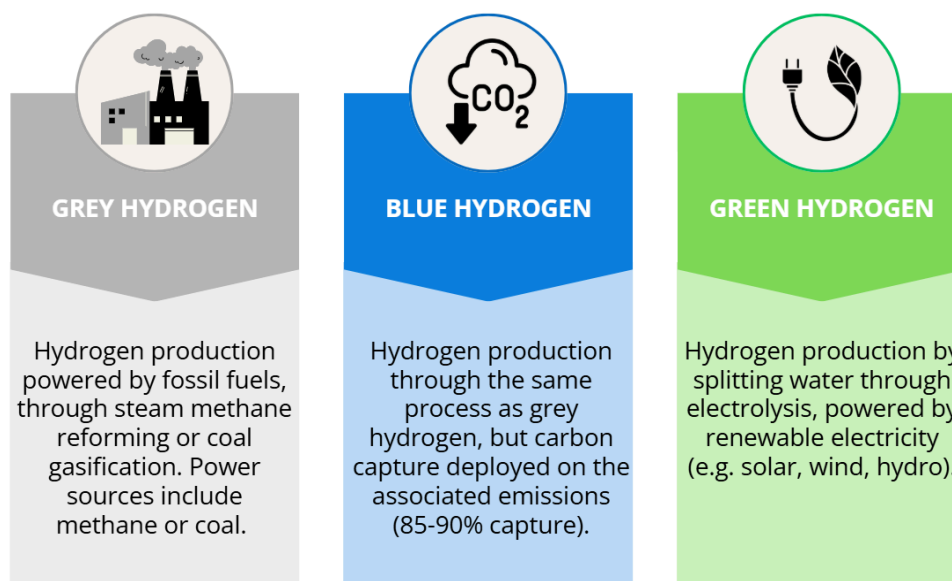 CO2
GREY HYDROGEN
Hydrogen production
powered by fossil fuels,
through steam methane
reforming or coal
gasification. Power
sources include
methane or coal.
BLUE HYDROGEN
Hydrogen production
through the same
process as grey
hydrogen, but carbon
capture deployed on the
associated emissions
(85-90% capture).
GREEN HYDROGEN
Hydrogen production by
splitting water through
electrolysis, powered by
renewable electricity
(e.g. solar, wind, hydro).